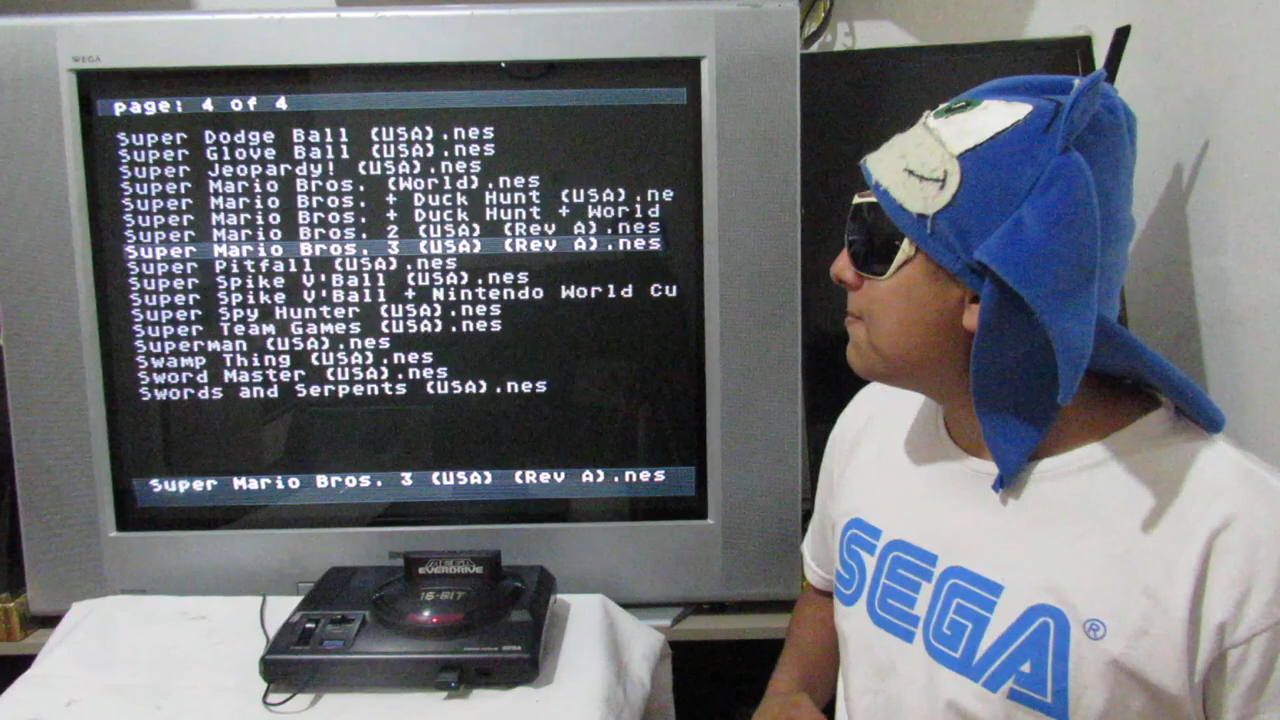 WEGA
page: 4 of 4
Super Dodge Ball (USA).nes
Super Glove Ball (USA).nes
Super Jeopardy! (USA).nes
Super Mario Bros. (World).nes
Super Mario Bros. + Duck Hunt (USA).ne
Super Mario Bros. + Duck Hunt + World
Super Mario Bros. 2 (USA) (Rev A).nes
Super Mario Bros. 3 (USA) (Rev A).nes
Super Pitfall (USA).nes
Super Spike V'Ball (USA).nes
Super Spike V'Ball + Nintendo World Cu
Super Spy Hunter (USA).nes
Super Team Games (USA).nes
Superman (USA).nes
Swamp Thing (USA).nes
Sword Master (USA).nes
Swords and Serpents (USA).nes
Super Mario Bros. 3 (USA) (Rev A).nes
MEGA
EVERDRIVE
16-BIT
SEGA
SEGA®